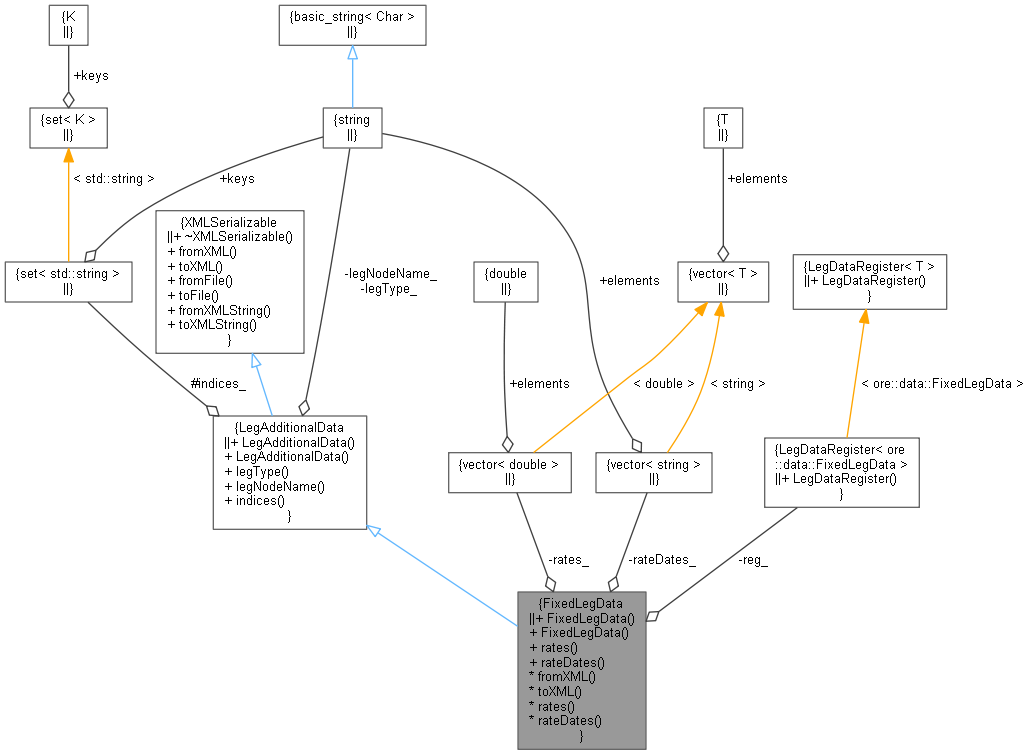 {K
||}
{basic_string< Char >
||}
+keys
{set< K >
||}
{string
||}
{T
||}
< std::string >
+keys
+elements
{XMLSerializable
||+ ~XMLSerializable()
+ fromXML()
+ toXML()
+ fromFile()
+ toFile()
+ fromXMLString()
+ toXMLString()
}
{set< std::string >
||}
-legNodeName_
-legType_
{double
||}
+elements
{vector< T >
||}
{LegDataRegister< T >
||+ LegDataRegister()
}
#indices_
+elements
< double >
< string >
< ore::data::FixedLegData >
{LegAdditionalData
||+ LegAdditionalData()
+ LegAdditionalData()
+ legType()
+ legNodeName()
+ indices()
}
{vector< double >
||}
{vector< string >
||}
{LegDataRegister< ore
::data::FixedLegData >
||+ LegDataRegister()
}
-rates_
-rateDates_
-reg_
{FixedLegData
||+ FixedLegData()
+ FixedLegData()
+ rates()
+ rateDates()
* fromXML()
* toXML()
* rates()
* rateDates()
}